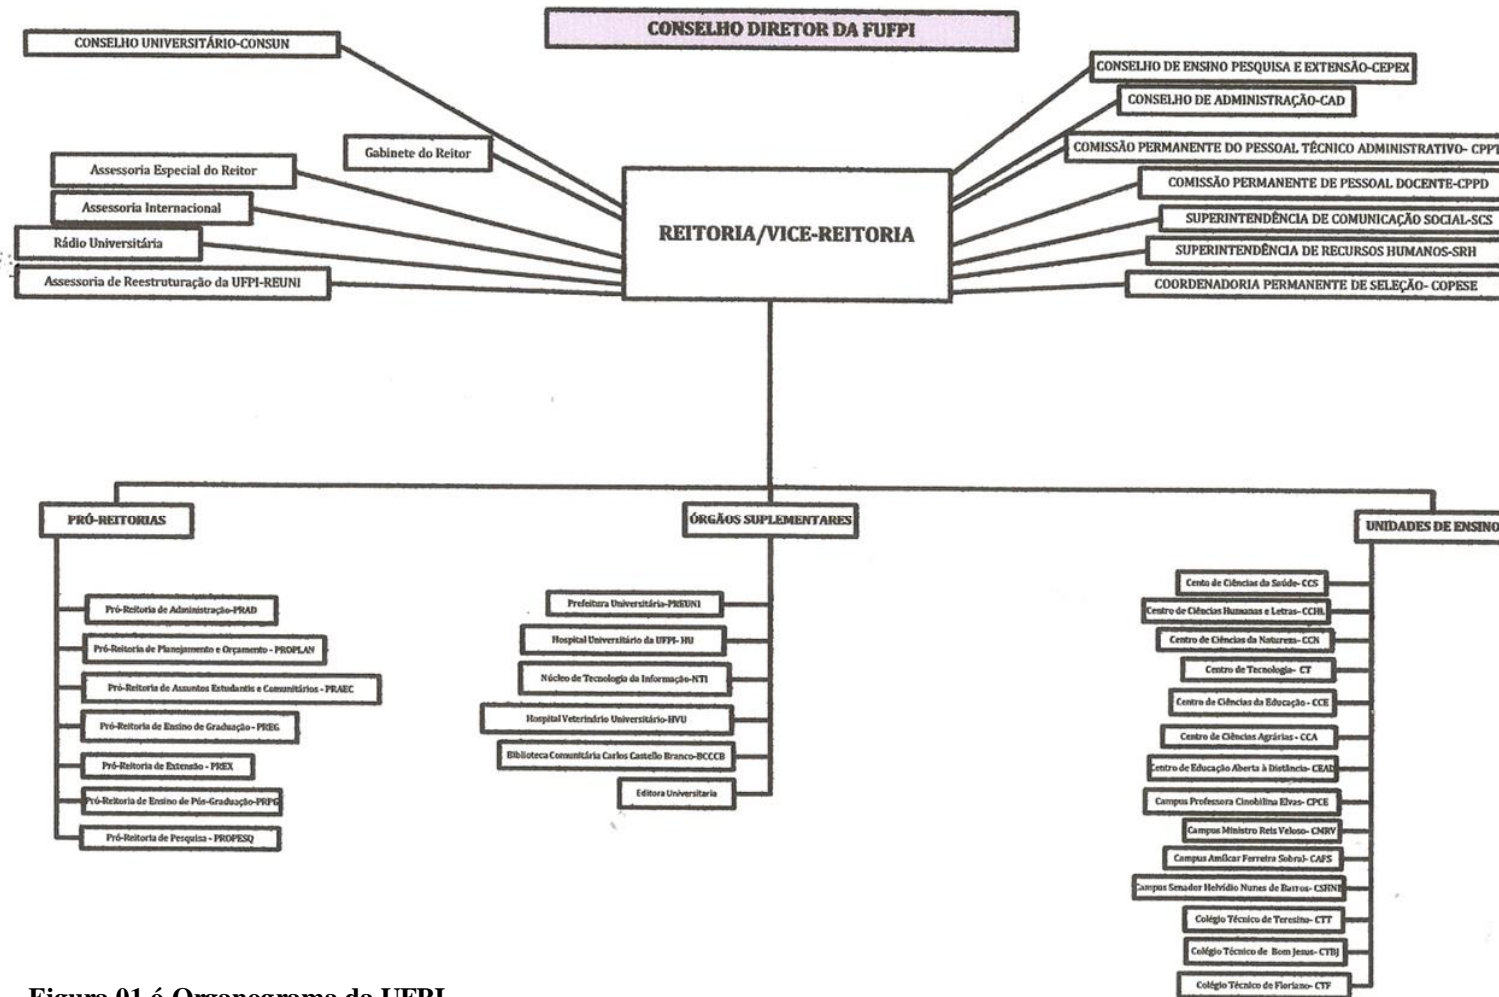 CONSELHO DIRETOR DA FUFPI
CONSELHO UNIVERSITÁRIO-CONSUN
Gabinete do Reitor
Assessoria Especial do Reitor
Assessoria Internacional
Rádio Universitária
Assessoria de Reestruturação da UFPI-REUNI
REITORIA/VICE-REITORIA
CONSELHO DE ENSINO PESQUISA E EXTENSÃO-CEPEX
CONSELHO DE ADMINISTRAÇÃO-CAD
COMISSÃO PERMANENTE DO PESSOAL TÉCNICO ADMINISTRATIVO- CPPT
COMISSÃO PERMANENTE DE PESSOAL DOCENTE-CPPD
SUPERINTENDÊNCIA DE COMUNICAÇÃO SOCIAL-SCS
SUPERINTENDÊNCIA DE RECURSOS HUMANOS-SRH
COORDENADORIA PERMANENTE DE SELEÇÃO- COPESE
PRÓ-REITORIAS
Pró-Reitoria de Administração-PRAD
Pró-Reitoria de Planejamento e Orçamento - PROPLAN
Pró-Reitoria de Assuntos Estudantis e Comunitários - PRAEC
Pró-Reitoria de Ensino de Graduação - PREG
Pró-Reitoria de Extensão - PREX
Pró-Reitoria de Ensino de Pós-Graduação-PRPG
Pró-Reitoria de Pesquisa - PROPESQ
ÓRGÃOS SUPLEMENTARES
Prefeitura Universitária-PREUNI
Hospital Universitário da UFPI- HU
Núcleo de Tecnologia da Informação-NTI
Hospital Veterinário Universitário-HVU
Biblioteca Comunitária Carlos Castello Branco-BCCCB
Editora Universitaria
UNIDADES DE ENSINO
Cento de Ciências da Saúde- CCS
Centro de Ciências Humanas e Letras- CCHL
Centro de Ciências da Natureza- CCN
Centro de Tecnologia- CT
Centro de Ciências da Educação - CCE
Centro de Ciências Agrárias - CCA
Centro de Educação Aberta à Distância- CEAD
Campus Professora Cinobilina Elvas- CPCE
Campus Ministro Reis Veloso- CMRV
Campus Amílcar Ferreira Sobral- CAFS
Campus Senador Helvídio Nunes de Barros- CSHNB
Colégio Técnico de Teresina- CTT
Colégio Técnico de Bom Jesus- CTBJ
Colégio Técnico de Floriano- CTF
Figura 01 é Organograma da UFPI